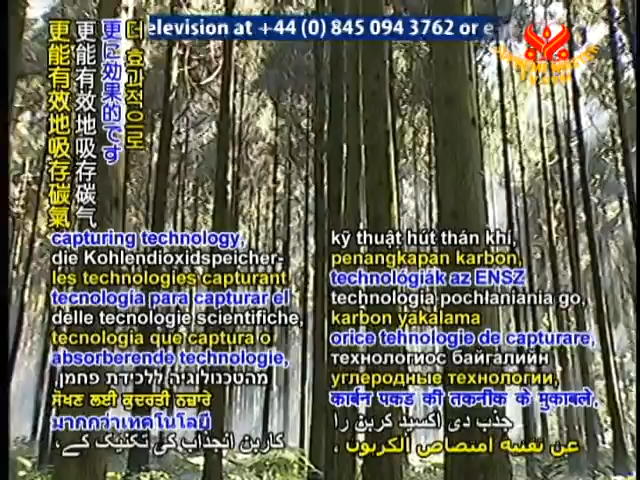 elevision at +44 (0) 845 094 3762 or e
更能有效地吸存碳氣
更能有效地吸存碳气
更に効果的です
더 효과적으로
capturing technology,
die Kohlendioxidspeicher-
les technologies capturant
tecnología para capturar el
delle tecnologie scientifiche,
tecnologia que captura o
absorberende technologie,
מהטכנולוגיה ללכידת פחמן,
ਸੋਖਣ ਲਈ ਕੁਦਰਤੀ ਨਜ਼ਾਰੇ
มากกว่าเทคโนโลยี
کاربن انجذاب کی تکنیک کے،
kỹ thuật hút thán khí,
penangkapan karbon,
technológiák az ENSZ
technologia pochłaniania go,
karbon yakalama
orice tehnologie de capturare,
технологиос байгалийн
углеродные технологии,
कार्बन पकड की तकनीक के मुकाबले,
جذب دی اکسید کربن را
عن تقنية امتصاص الكربون ،